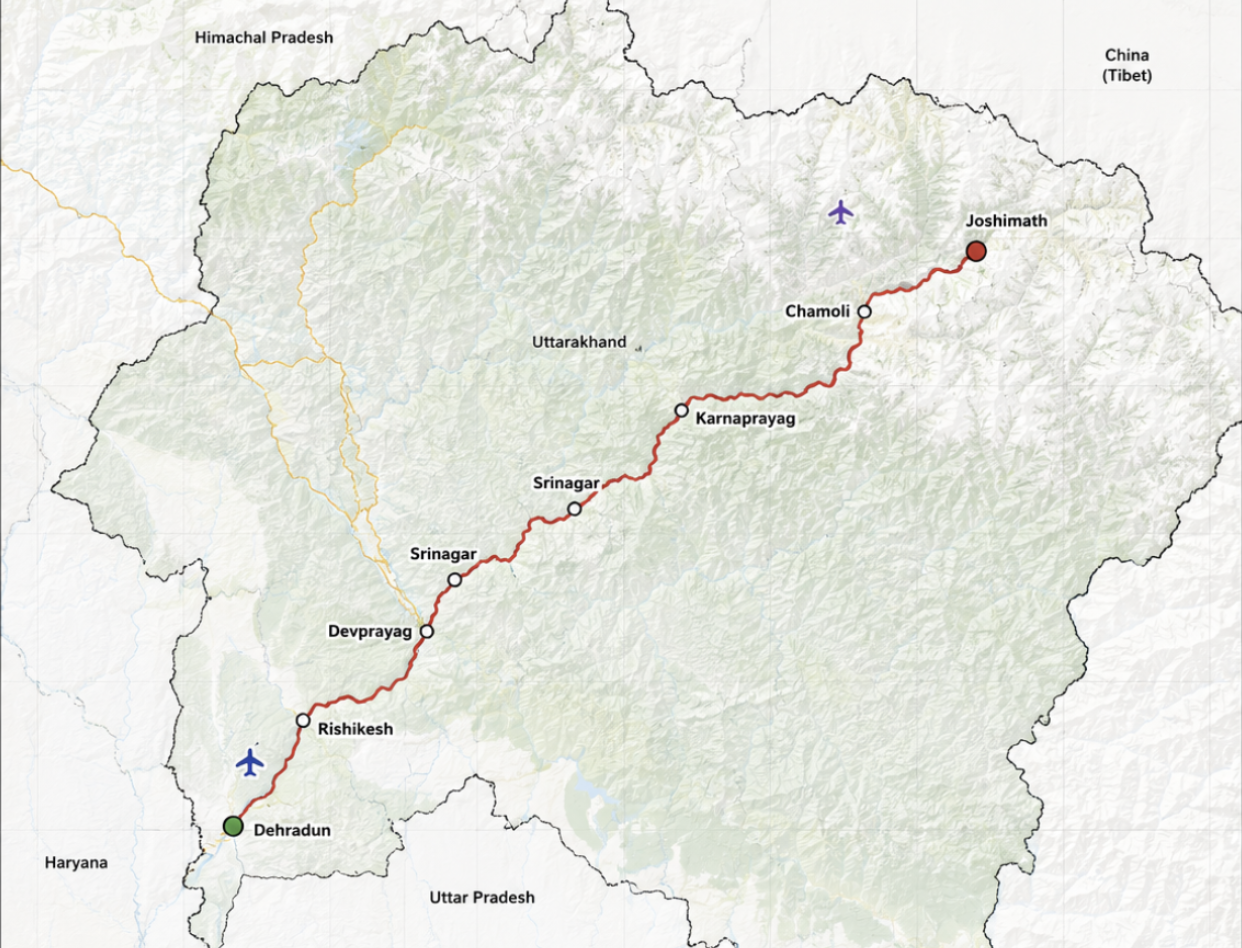 Himachal Pradesh
China
(Tibet)
Joshimath
Chamoli
Uttarakhand
Karnaprayag
Srinagar
Srinagar
Devprayag
Rishikesh
Dehradun
Haryana
Uttar Pradesh